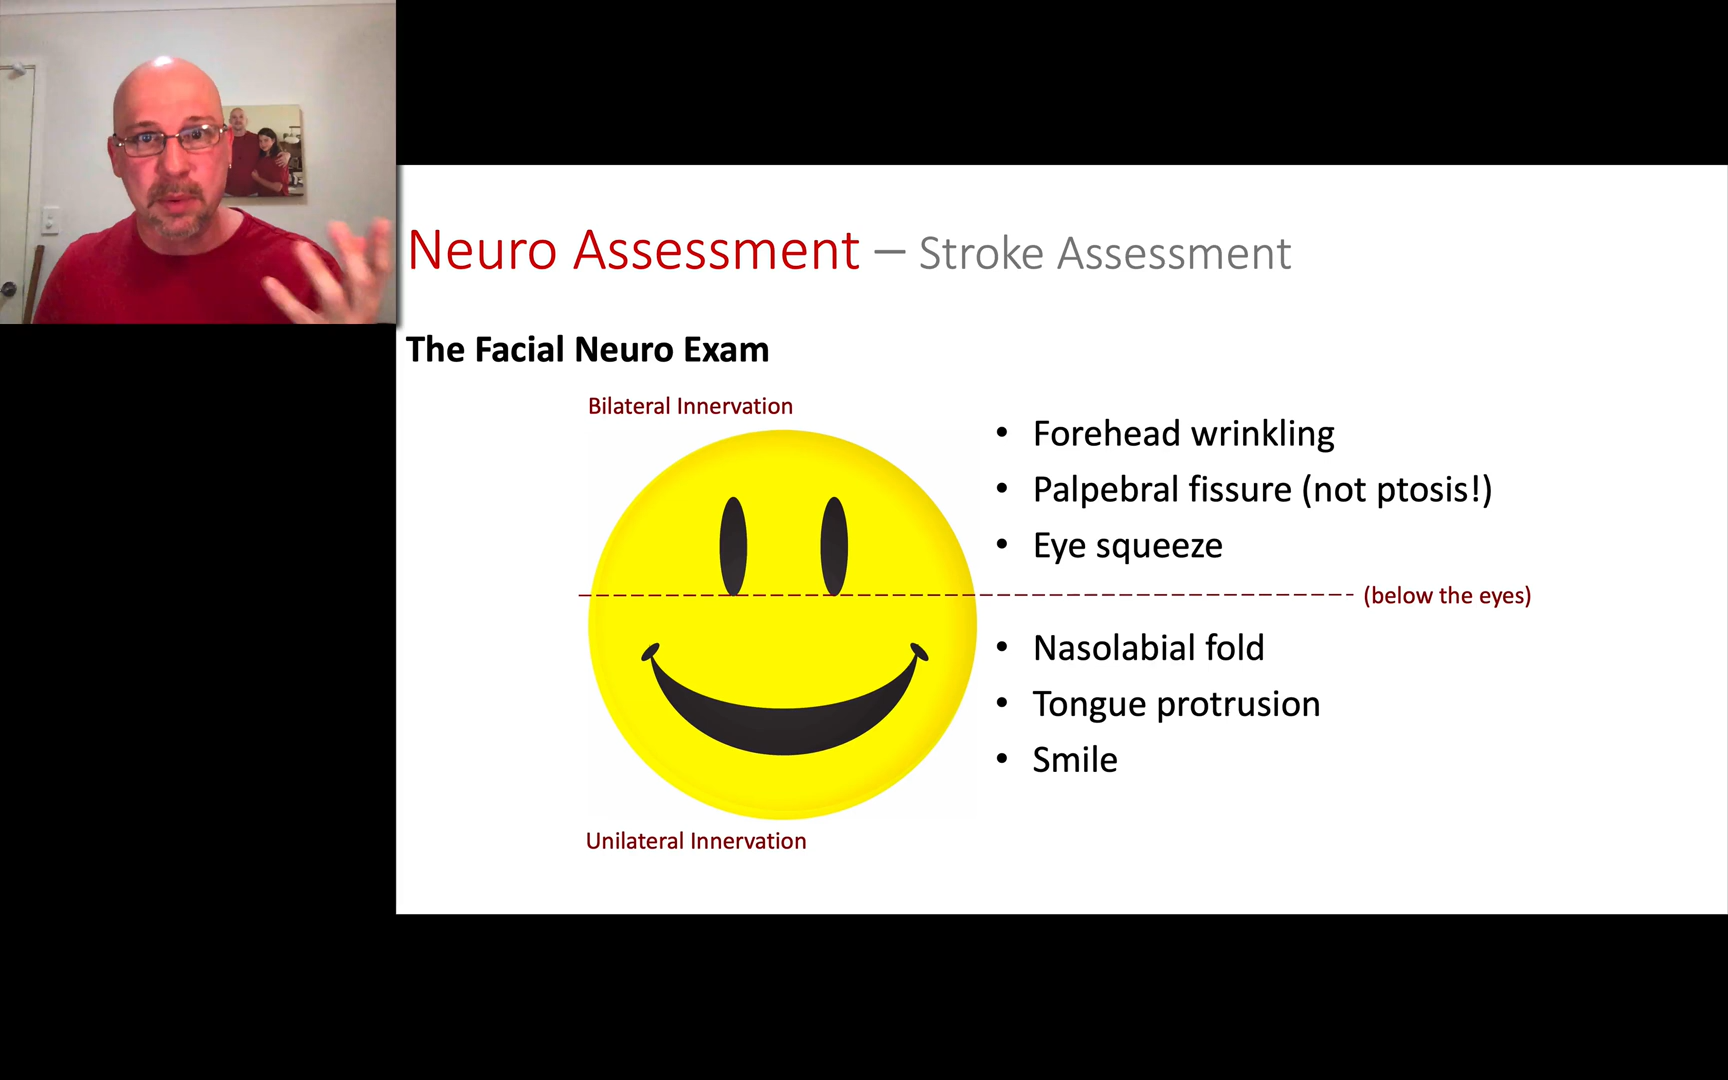 Neuro Assessment – Stroke Assessment
The Facial Neuro Exam
Bilateral Innervation
• Forehead wrinkling
• Palpebral fissure (not ptosis!)
• Eye squeeze
(below the eyes)
• Nasolabial fold
• Tongue protrusion
• Smile
Unilateral Innervation